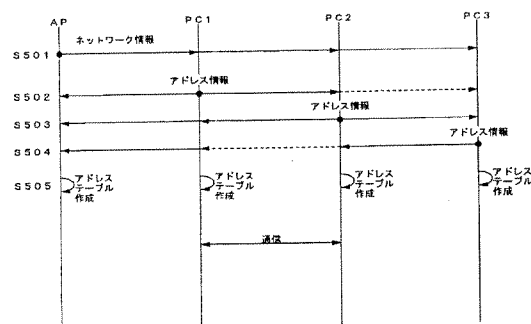 AP PC1 PC2 PC3
ネットワーク情報
S501
アドレス情報
S502
アドレス情報
S503
アドレス情報
S504
S505
アドレス
テーブル
作成
アドレス
テーブル
作成
アドレス
テーブル
作成
アドレス
テーブル
作成
通信